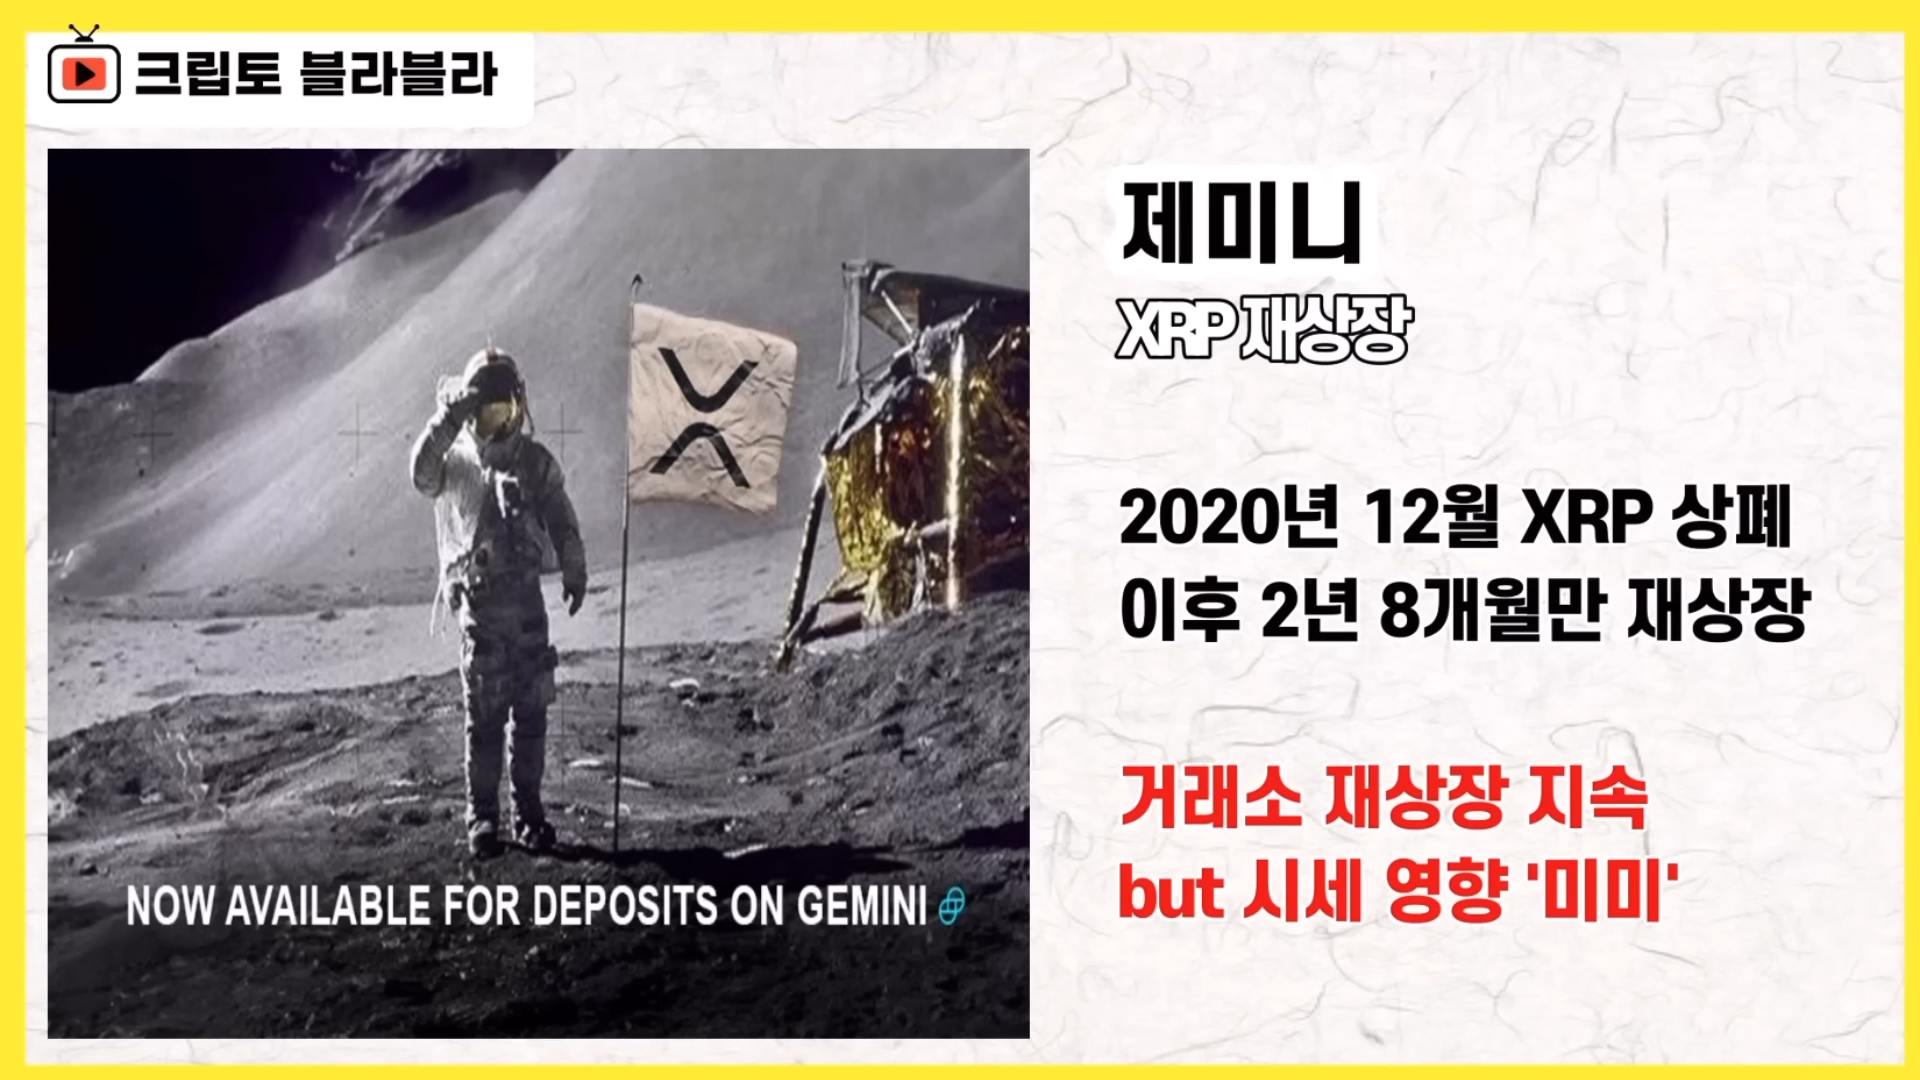 크립토 블라블라
제미니
XRP 재상장
2020년 12월 XRP 상폐
이후 2년 8개월만 재상장
거래소 재상장 지속
but 시세 영향 '미미'
NOW AVAILABLE FOR DEPOSITS ON GEMINI